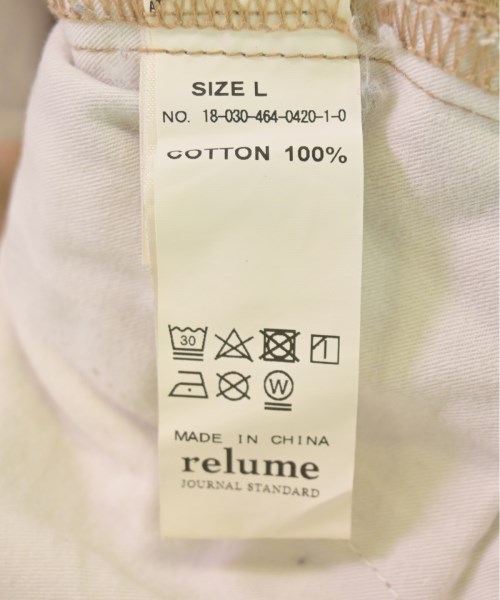 SIZE L
NO. 18-030-464-0420-1-0
COTTON 100%
30
W
MADE IN CHINA
relume
JOURNAL STANDARD